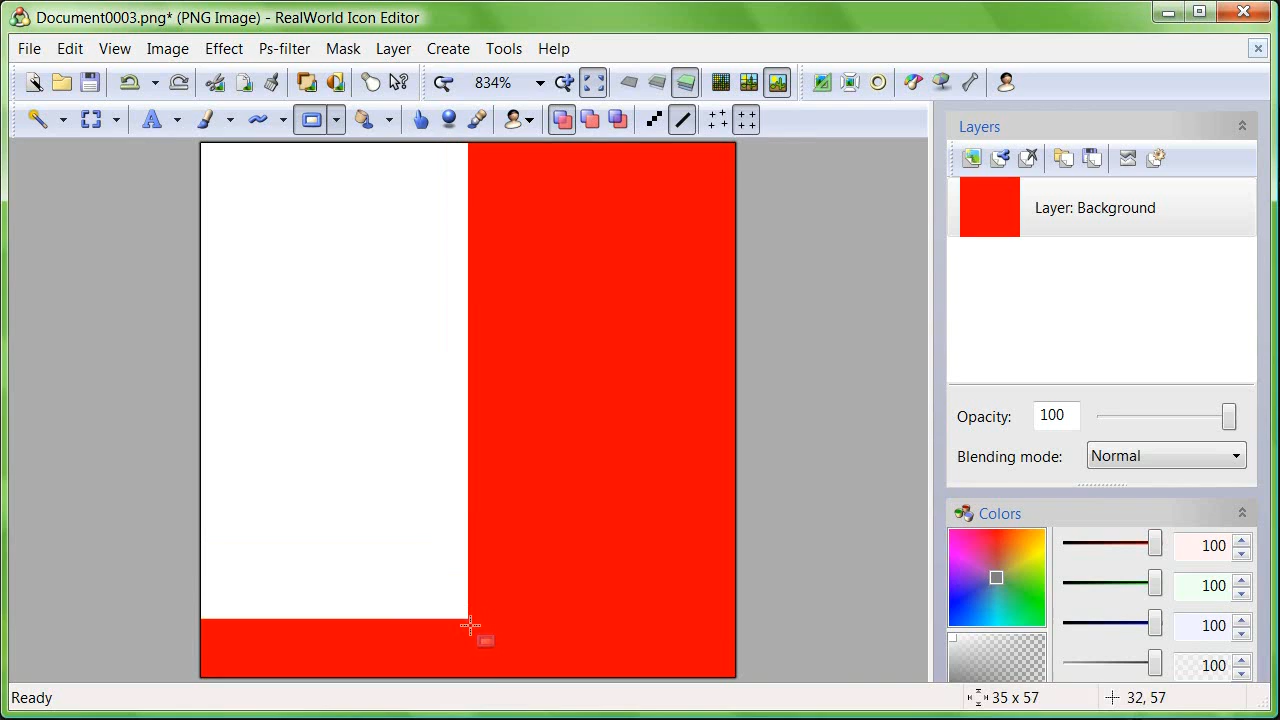 Document0003.png* (PNG Image) - RealWorld Icon Editor
File Edit View Image Effect Ps-filter Mask Layer Create Tools Help
834%
Layers
Layer: Background
Opacity: 100
Blending mode: Normal
Colors
100
100
100
100
Ready 35 x 57 32, 57